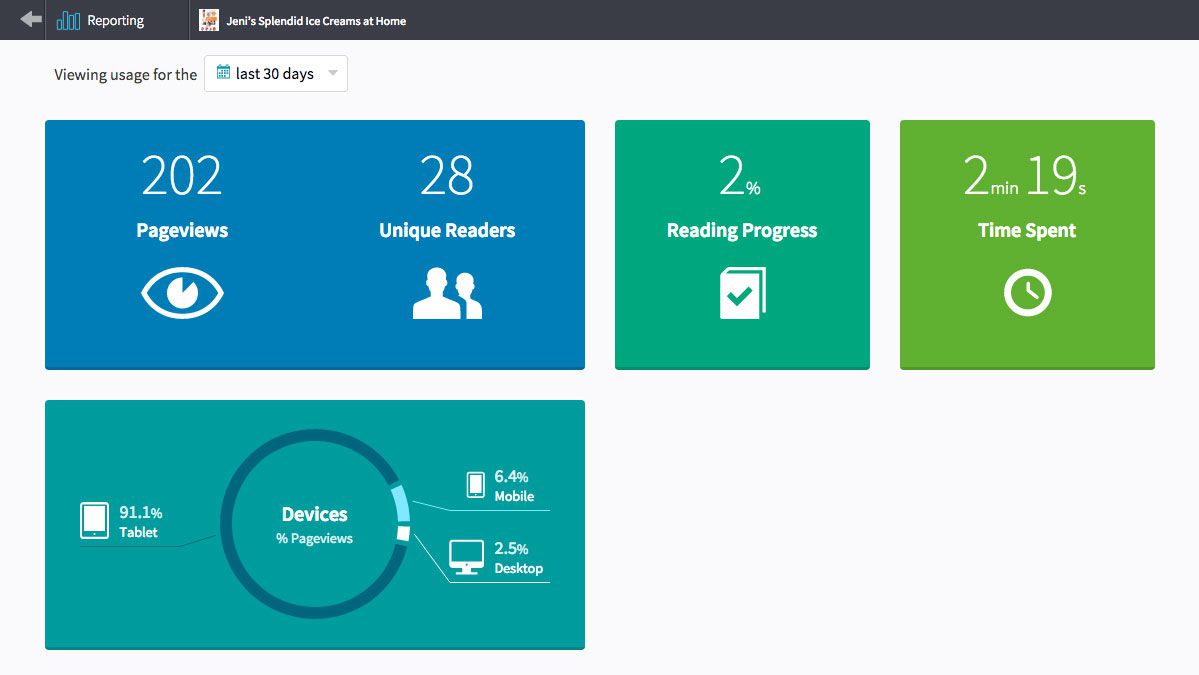 Reporting
Jeni's Splendid Ice Creams at Home
Viewing usage for the last 30 days
202
Pageviews
28
Unique Readers
2%
Reading Progress
2min 19s
Time Spent
91.1%
Tablet
Devices
% Pageviews
6.4%
Mobile
2.5%
Desktop